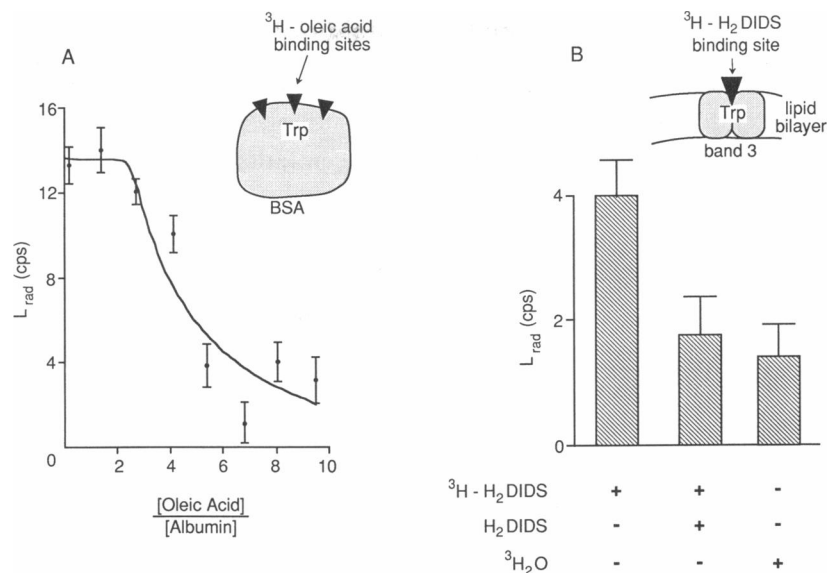 A
³H - oleic acid
binding sites
Trp
BSA
16
12
8
4
0
L rad (cps)
0 2 4 6 8 10
[Oleic Acid]
[Albumin]
B
³H - H₂DIDS
binding site
Trp
lipid
bilayer
band 3
4
2
0
L rad (cps)
³H - H₂DIDS + + -
H₂DIDS - + -
³H₂O - - +